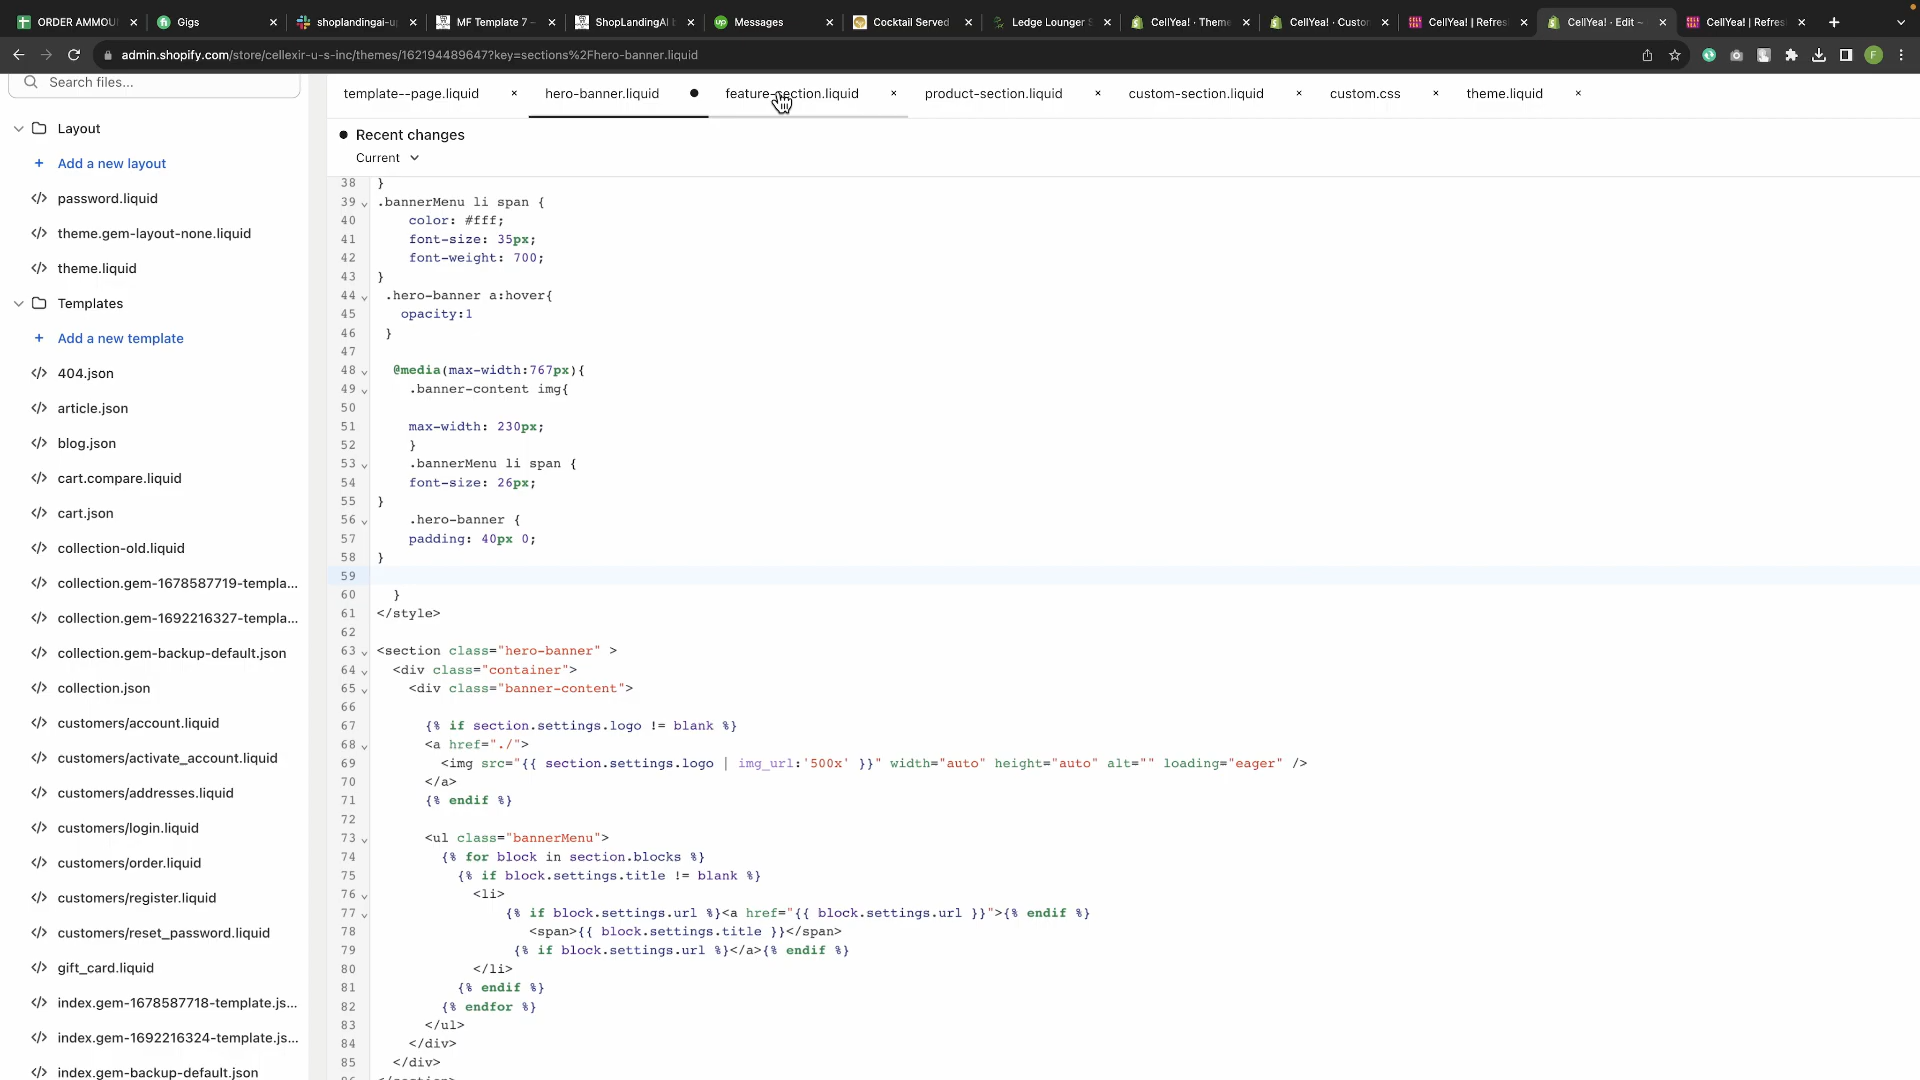 ORDER AMMOU
Gigs
shoplandingai-u
MF Template 7 –
ShopLandingAI
Messages
Cocktail Served
Ledge Lounger S
CellYea! · Theme
CellYea! · Custo
CellYea! | Refres
CellYea! · Edit ~
CellYea! | Refres
admin.shopify.com/store/cellexir-u-s-inc/themes/162194489647?key=sections%2Fhero-banner.liquid
F
Search files...
template--page.liquid
hero-banner.liquid
feature-section.liquid
product-section.liquid
custom-section.liquid
custom.css
theme.liquid
Recent changes
Current
Layout
Add a new layout
password.liquid
theme.gem-layout-none.liquid
theme.liquid
Templates
Add a new template
404.json
article.json
blog.json
cart.compare.liquid
cart.json
collection-old.liquid
collection.gem-1678587719-templa...
collection.gem-1692216327-templa...
collection.gem-backup-default.json
collection.json
customers/account.liquid
customers/activate_account.liquid
customers/addresses.liquid
customers/login.liquid
customers/order.liquid
customers/register.liquid
customers/reset_password.liquid
gift_card.liquid
index.gem-1678587718-template.js...
index.gem-1692216324-template.js...
index.gem-backup-default.json
38 }
39 .bannerMenu li span {
40 color: #fff;
41 font-size: 35px;
42 font-weight: 700;
43 }
44 .hero-banner a:hover{
45 opacity:1
46 }
47
48 @media(max-width:767px){
49 .banner-content img{
50
51 max-width: 230px;
52 }
53 .bannerMenu li span {
54 font-size: 26px;
55 }
56 .hero-banner {
57 padding: 40px 0;
58 }
59
60 }
61 </style>
62
63 <section class="hero-banner" >
64 <div class="container">
65 <div class="banner-content">
66
67 {% if section.settings.logo != blank %}
68 <a href="./">
69 <img src="{{ section.settings.logo | img_url:'500x' }}" width="auto" height="auto" alt="" loading="eager" />
70 </a>
71 {% endif %}
72
73 <ul class="bannerMenu">
74 {% for block in section.blocks %}
75 {% if block.settings.title != blank %}
76 <li>
77 {% if block.settings.url %}<a href="{{ block.settings.url }}">{% endif %}
78 <span>{{ block.settings.title }}</span>
79 {% if block.settings.url %}</a>{% endif %}
80 </li>
81 {% endif %}
82 {% endfor %}
83 </ul>
84 </div>
85 </div>